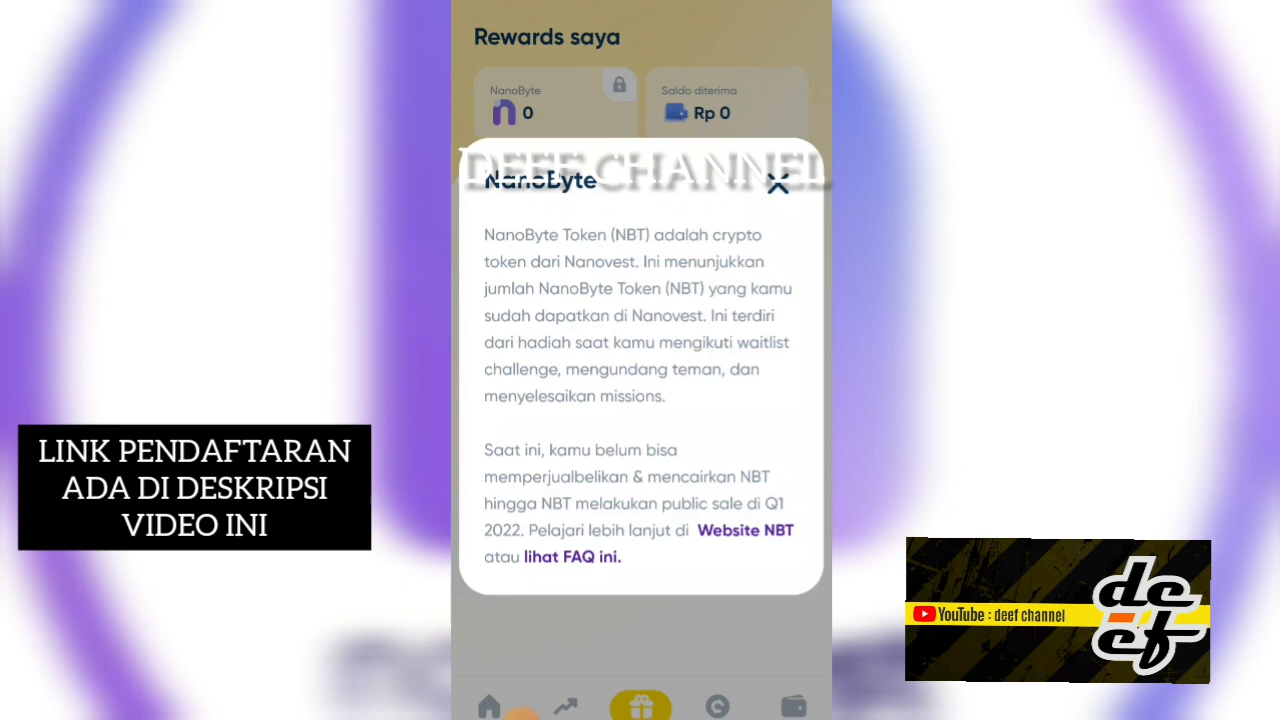 Rewards saya
NanoByte
0
Saldo diterima
Rp 0
DEEF CHANNEL
NanoByte
NanoByte Token (NBT) adalah crypto
token dari Nanovest. Ini menunjukkan
jumlah NanoByte Token (NBT) yang kamu
sudah dapatkan di Nanovest. Ini terdiri
dari hadiah saat kamu mengikuti waitlist
challenge, mengundang teman, dan
menyelesaikan missions.
Saat ini, kamu belum bisa
memperjualbelikan & mencairkan NBT
hingga NBT melakukan public sale di Q1
2022. Pelajari lebih lanjut di Website NBT
atau lihat FAQ ini.
LINK PENDAFTARAN
ADA DI DESKRIPSI
VIDEO INI
YouTube : deef channel
de
ef